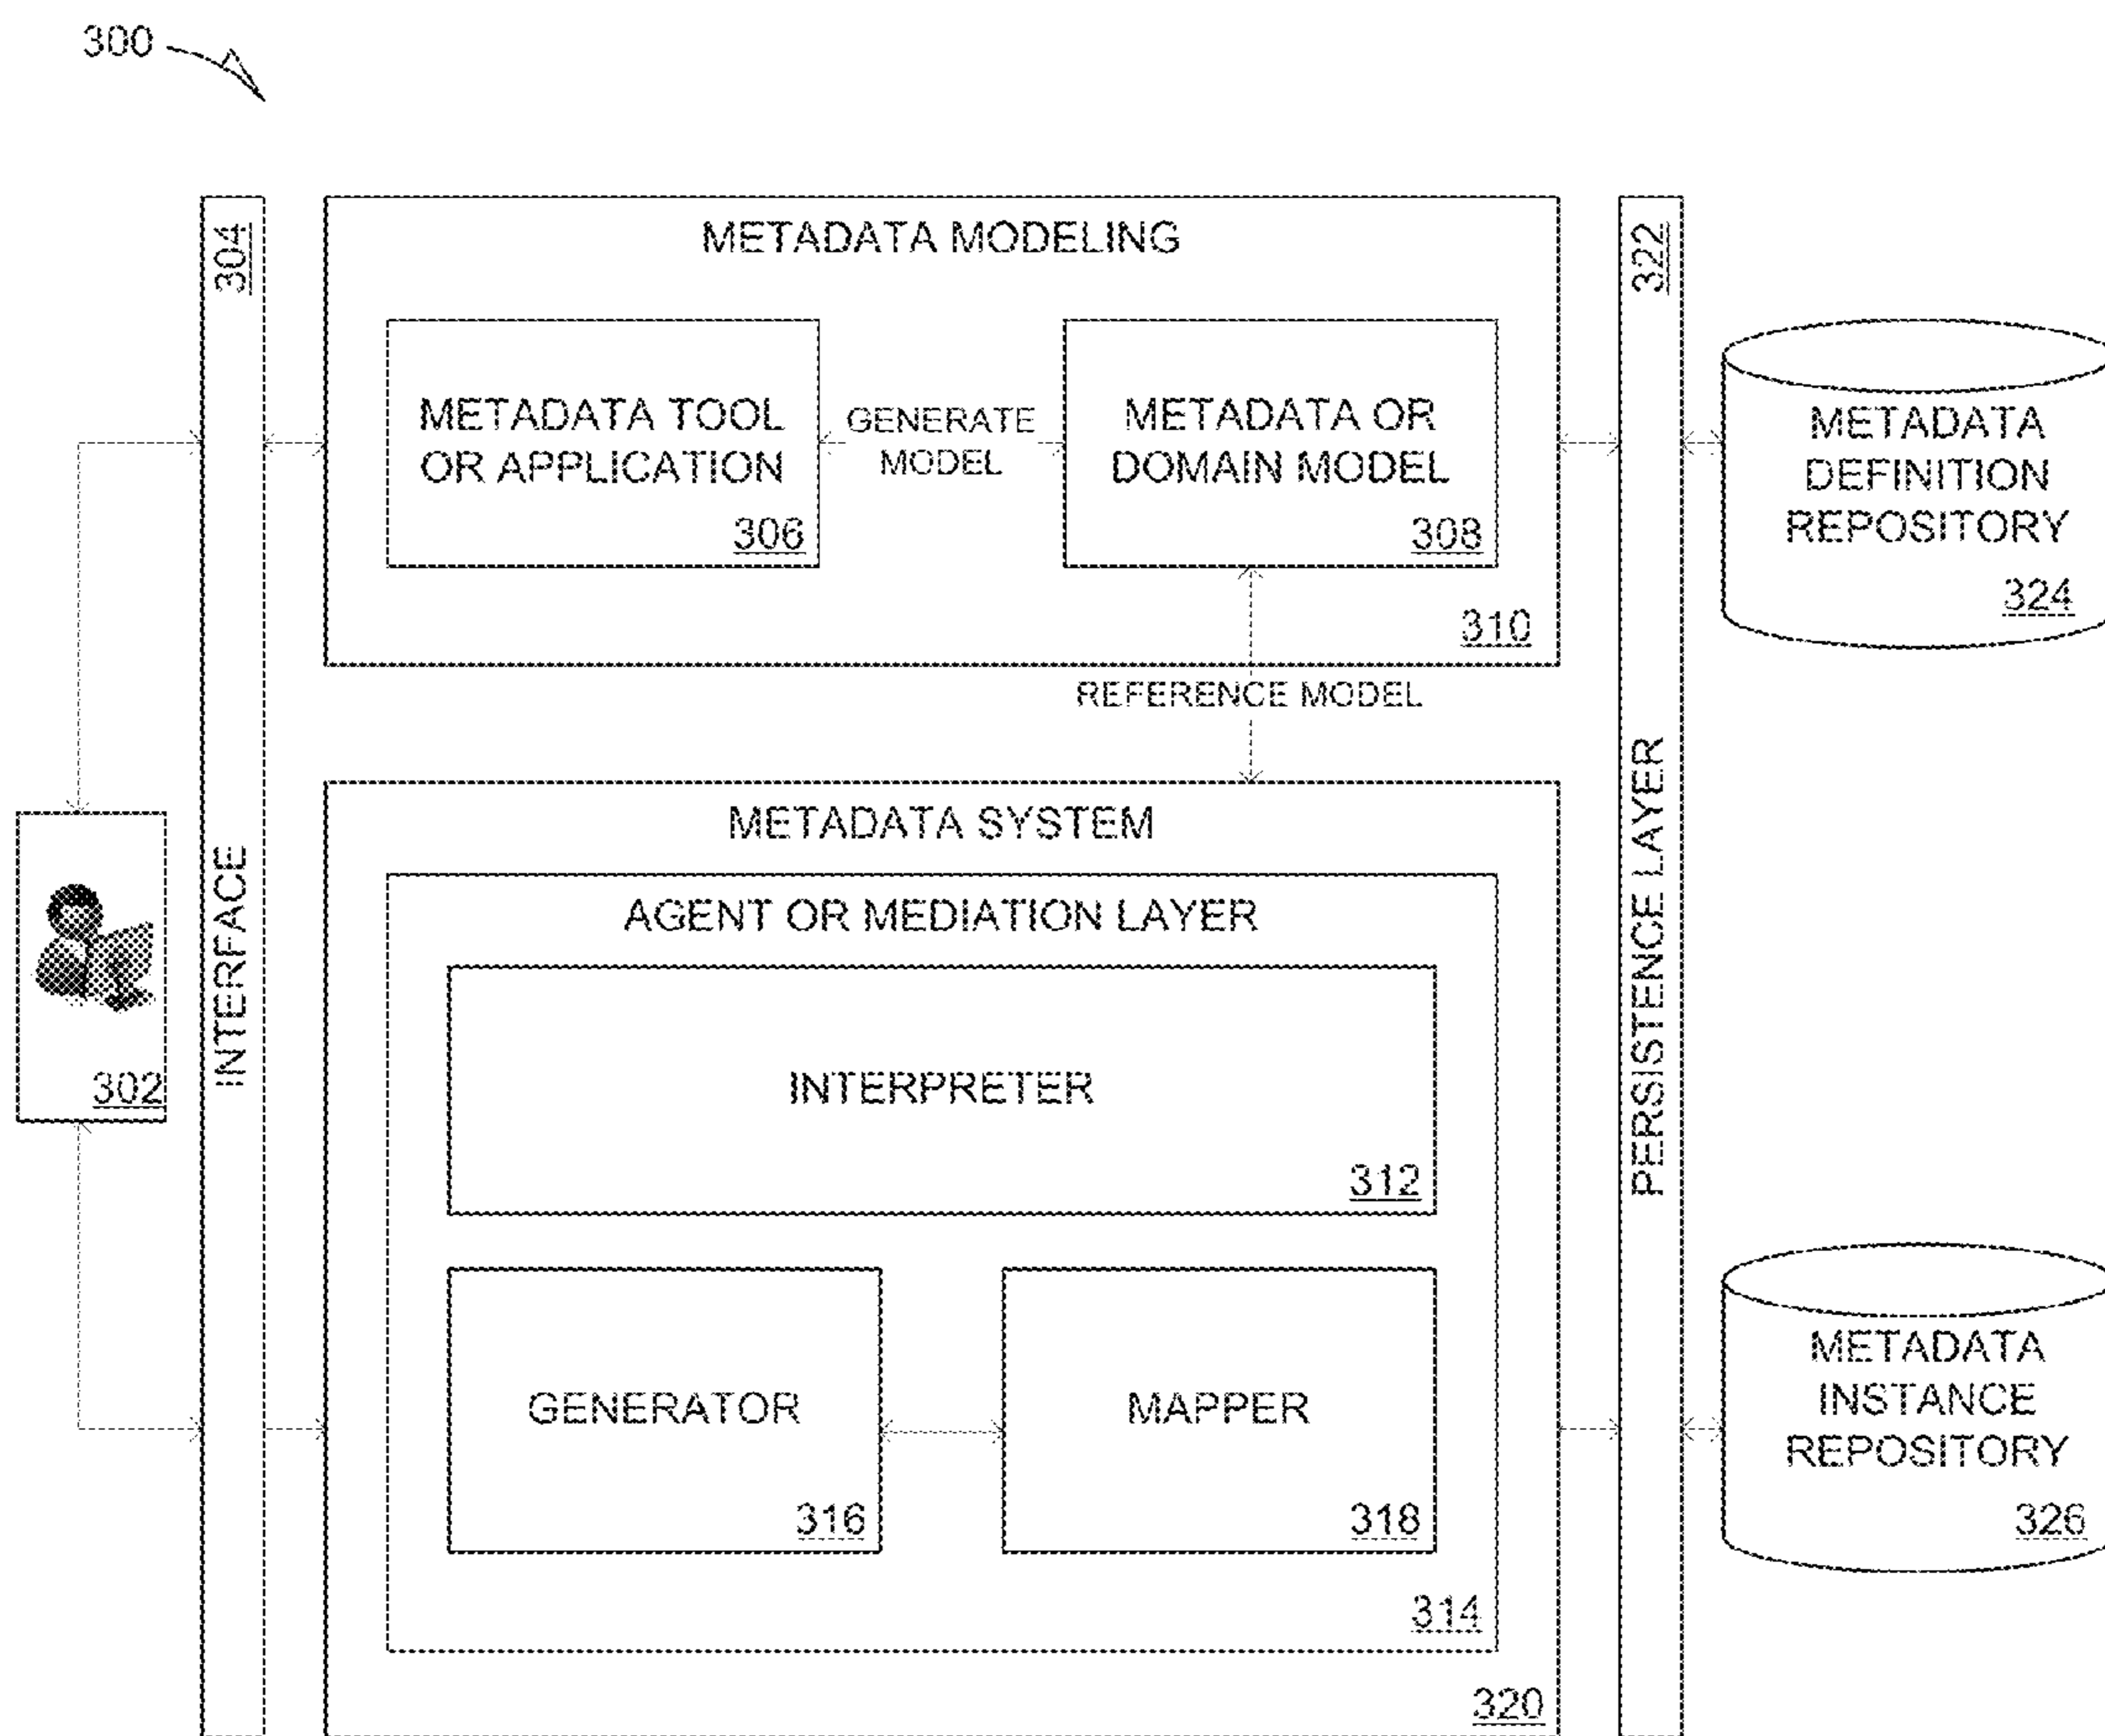 300
304
INTERFACE
302
METADATA MODELING
METADATA TOOL
OR APPLICATION
306
GENERATE
MODEL
METADATA OR
DOMAIN MODEL
308
310
REFERENCE MODEL
METADATA SYSTEM
AGENT OR MEDIATION LAYER
INTERPRETER
312
GENERATOR
316
MAPPER
318
314
320
322
PERSISTENCE LAYER
METADATA
DEFINITION
REPOSITORY
324
METADATA
INSTANCE
REPOSITORY
326